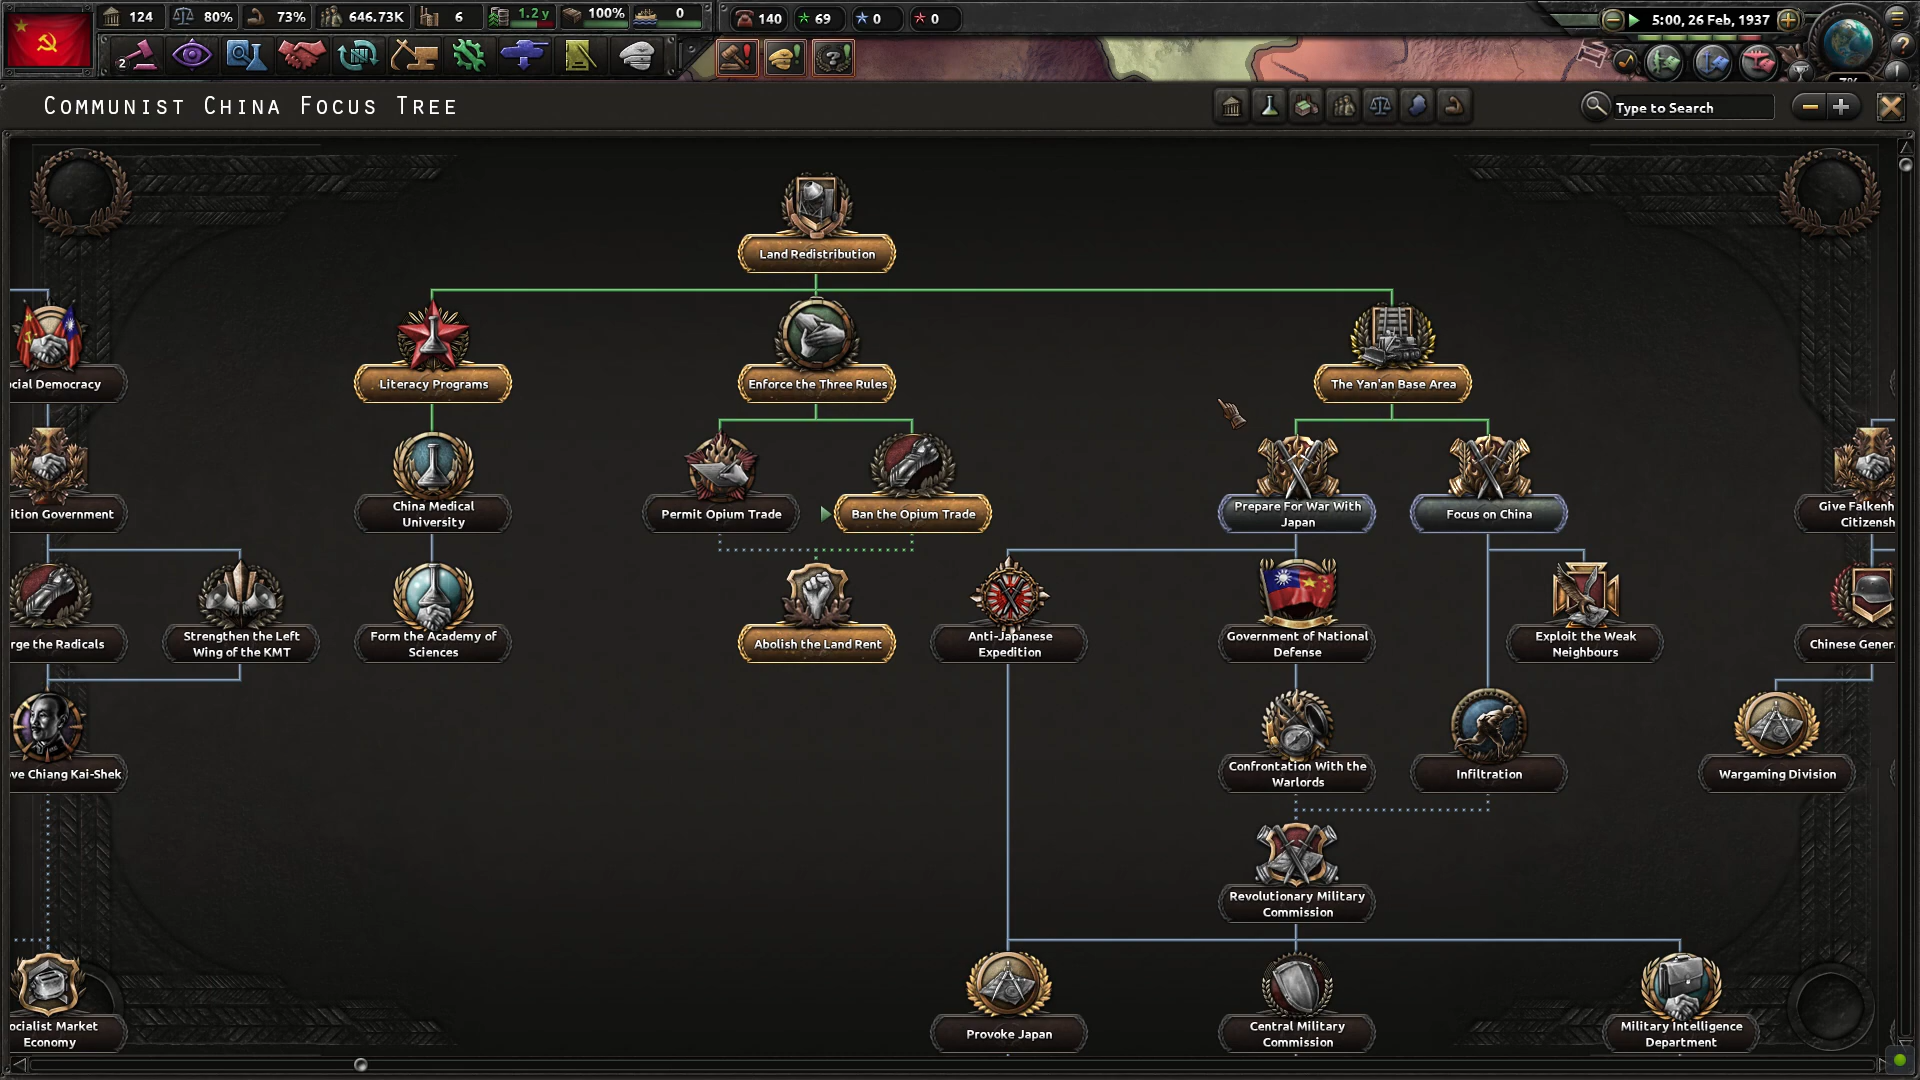 124
80%
73%
646.73K
6
1.2 y
100%
0
140
69
0
0
5:00, 26 Feb, 1937
2
Communist China Focus Tree
Type to Search
Land Redistribution
cial Democracy
Literacy Programs
Enforce the Three Rules
The Yan'an Base Area
ition Government
China Medical
University
Permit Opium Trade
Ban the Opium Trade
Prepare For War With
Japan
Focus on China
Give Falkenh
Citizensh
rge the Radicals
Strengthen the Left
Wing of the KMT
Form the Academy of
Sciences
Abolish the Land Rent
Anti-Japanese
Expedition
Government of National
Defense
Exploit the Weak
Neighbours
Chinese Gener
ve Chiang Kai-Shek
Confrontation With the
Warlords
Infiltration
Wargaming Division
Revolutionary Military
Commission
ocialist Market
Economy
Provoke Japan
Central Military
Commission
Military Intelligence
Department